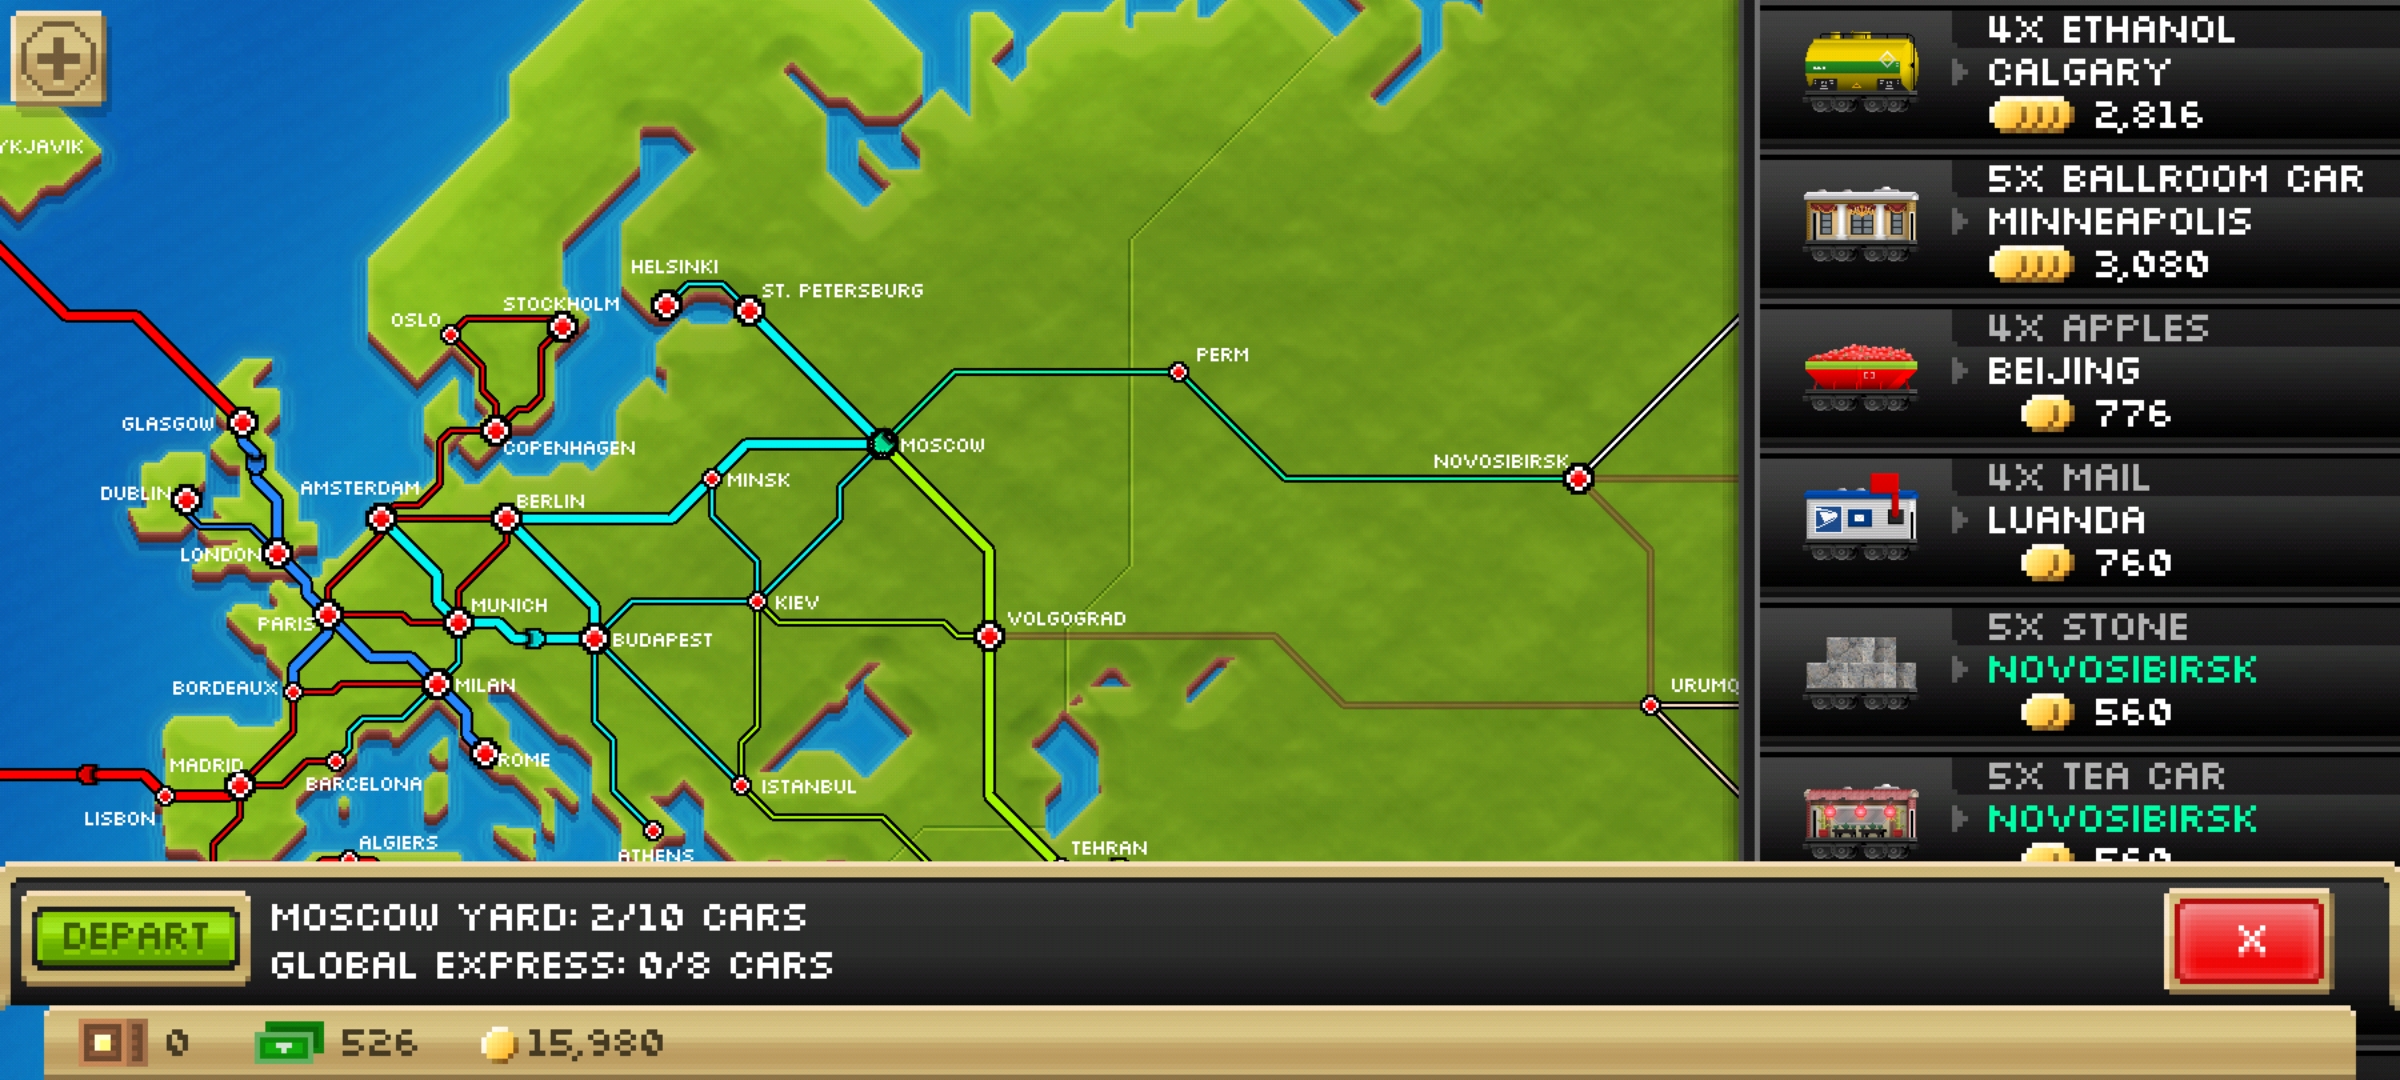 YKJAVIK
HELSINKI
ST. PETERSBURG
STOCKHOLM
OSLO
PERM
GLASGOW
COPENHAGEN
MOSCOW
NOVOSIBIRSK
MINSK
DUBLIN
AMSTERDAM
BERLIN
LONDON
MUNICH
KIEV
PARIS
BUDAPEST
VOLGOGRAD
BORDEAUX
MILAN
URUMQ
MADRID
ROME
BARCELONA
ISTANBUL
LISBON
ALGIERS
ATHENS
TEHRAN
4X ETHANOL
CALGARY
2,816
5X BALLROOM CAR
MINNEAPOLIS
3,080
4X APPLES
BEIJING
776
4X MAIL
LUANDA
760
5X STONE
NOVOSIBIRSK
560
5X TEA CAR
NOVOSIBIRSK
560
DEPART
MOSCOW YARD: 2/10 CARS
GLOBAL EXPRESS: 0/8 CARS
X
0
526
15,980